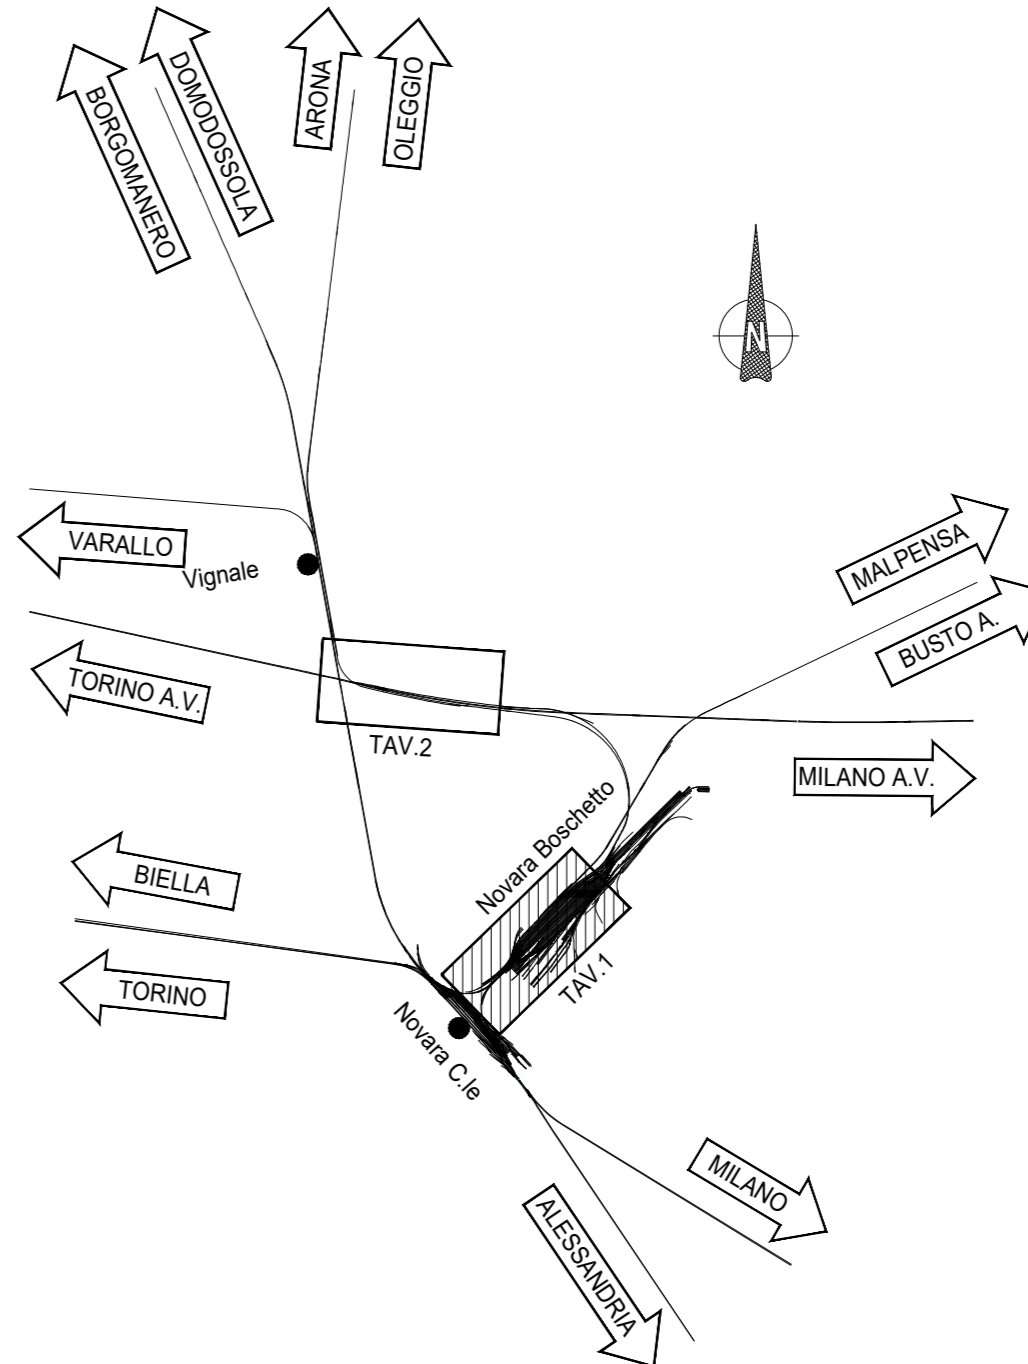 BORGOMANERO
DOMODOSSOLA
ARONA
OLEGGIO
N
VARALLO
Vignale
MALPENSA
BUSTO A.
TORINO A.V.
TAV.2
MILANO A.V.
Novara Boschetto
BIELLA
TAV.1
TORINO
Novara C.le
MILANO
ALESSANDRIA